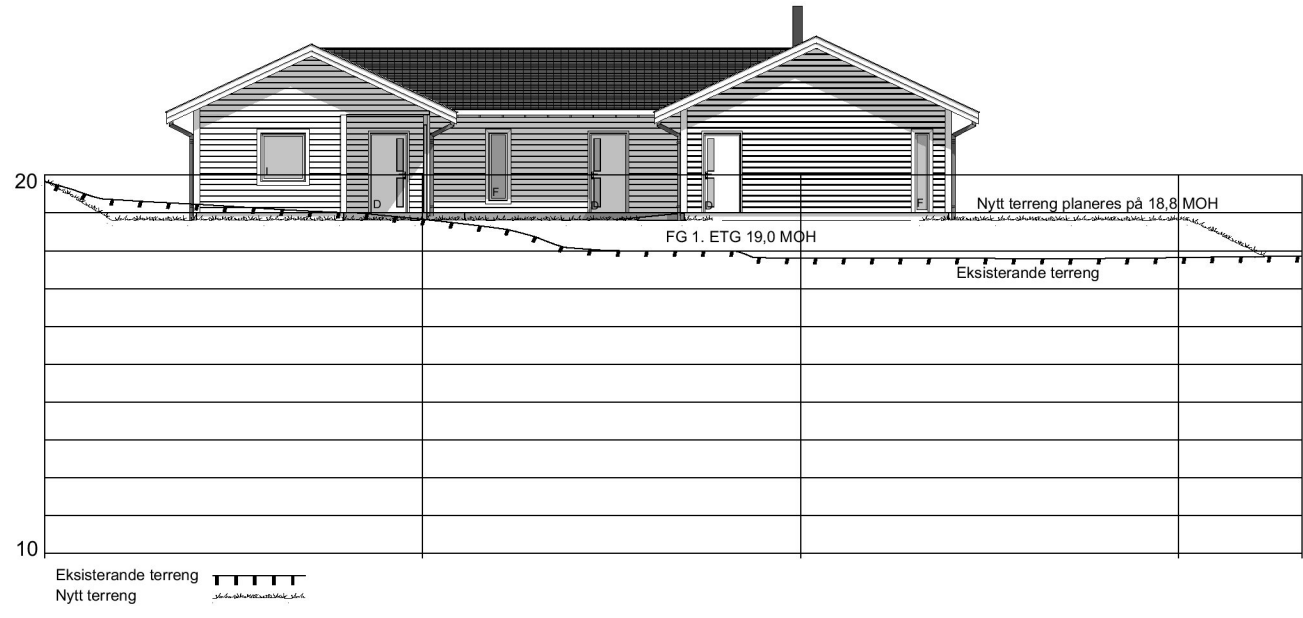 F
D
D
D
F
20
Nytt terreng planeres på 18,8 MOH
FG 1. ETG 19,0 MOH
Eksisterande terreng
10
Eksisterande terreng
Nytt terreng